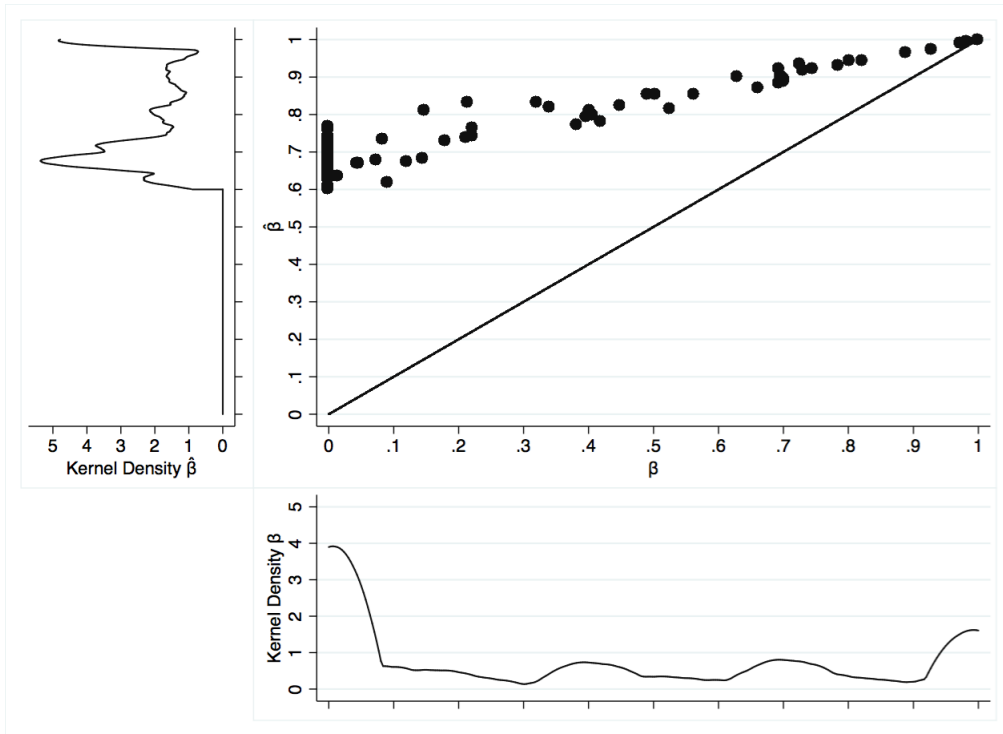 1
.9
.8
.7
.6
.5
.4
.3
.2
.1
0
β̂
0 .1 .2 .3 .4 .5 .6 .7 .8 .9 1
β
5 4 3 2 1 0
Kernel Density β̂
5
4
3
2
1
0
Kernel Density β